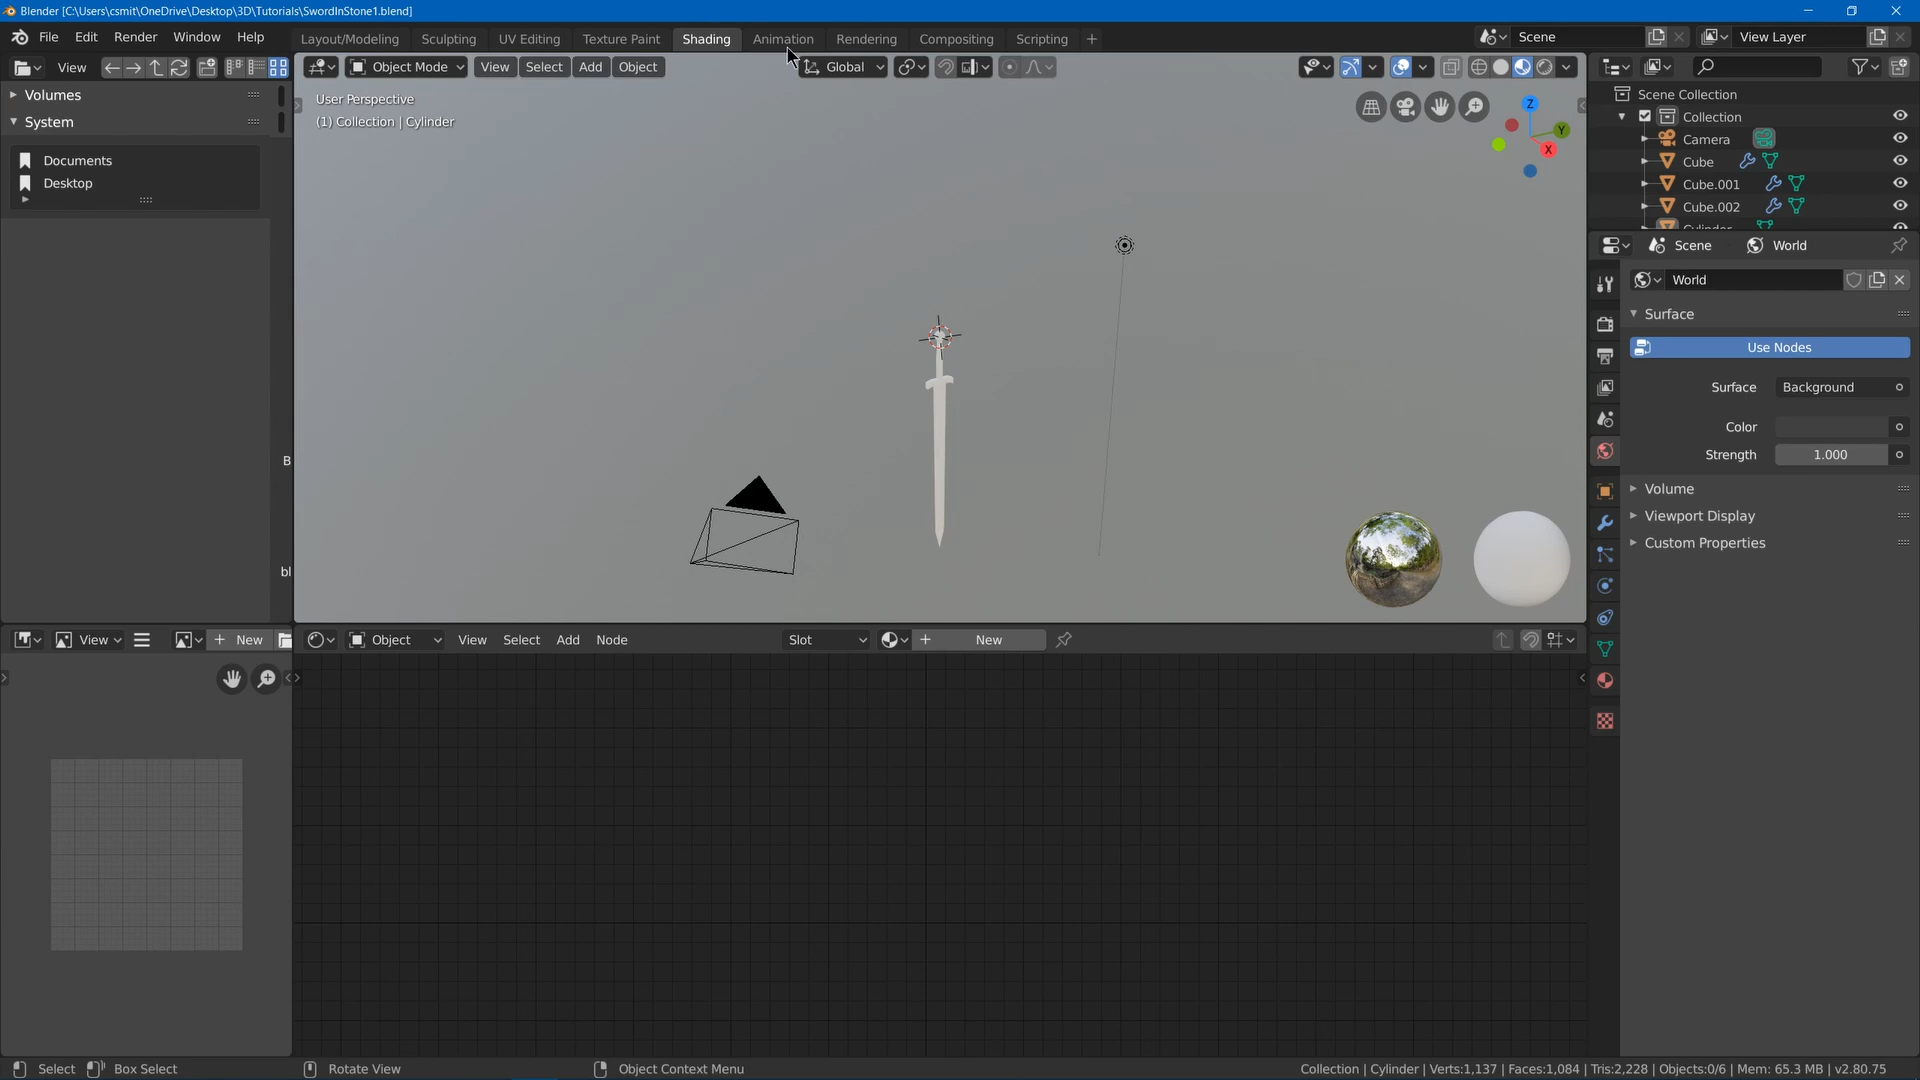 Blender [C:\Users\csmit\OneDrive\Desktop\3D\Tutorials\SwordInStone1.blend]
File Edit Render Window Help Layout/Modeling Sculpting UV Editing Texture Paint Shading Animation Rendering Compositing Scripting + Scene View Layer
View Object Mode View Select Add Object Global
Volumes
System
Documents
Desktop
B
bl
User Perspective
(1) Collection | Cylinder
Z
Y
X
Scene Collection
Collection
Camera
Cube
Cube.001
Cube.002
Cylinder
Scene World
World
Surface
Use Nodes
Surface Background
Color
Strength 1.000
Volume
Viewport Display
Custom Properties
View + New Object View Select Add Node Slot + New
Select Box Select Rotate View Object Context Menu Collection | Cylinder | Verts:1,137 | Faces:1,084 | Tris:2,228 | Objects:0/6 | Mem: 65.3 MB | v2.80.75